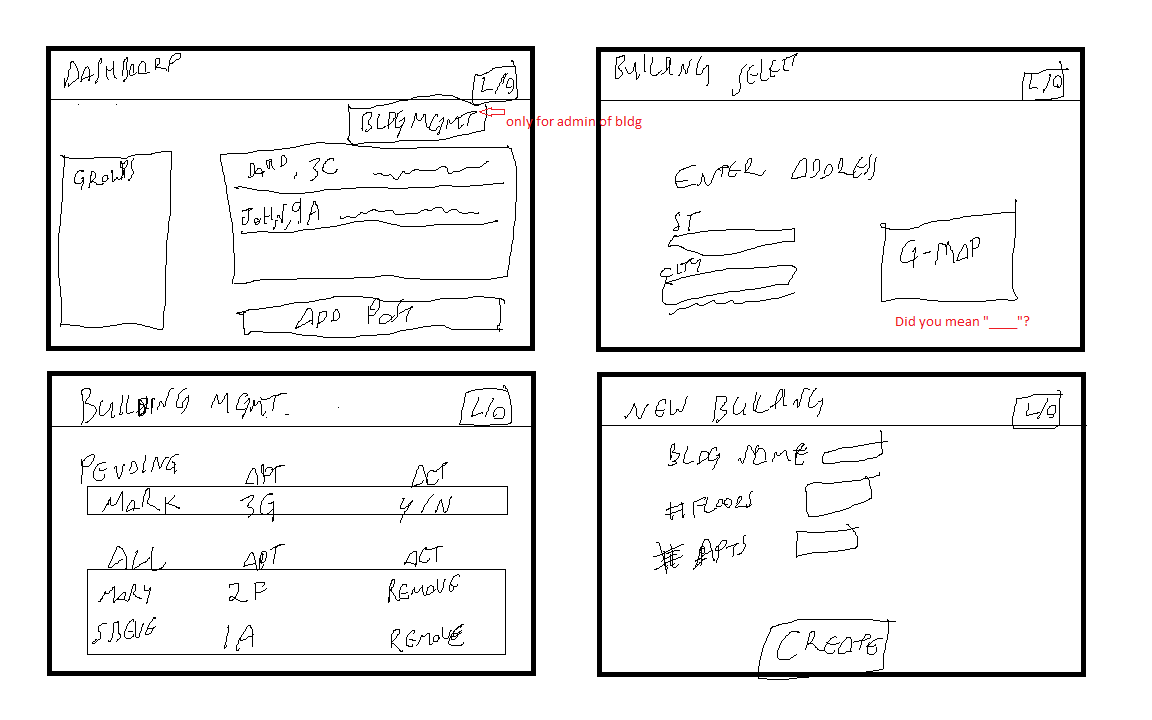 DASHBOARD
L/O
BLDG MGMT
only for admin of bldg
GROUPS
, 3C
JOHN, 9A
ADD POST
BUILDING SELECT
L/O
ENTER ADDRESS
ST
CITY
G-MAP
Did you mean "____"?
BUILDING MGMT.
L/O
PENDING APT ACT
MARK 3G Y/N
ALL APT ACT
MARY 2F REMOVE
STEVE 1A REMOVE
NEW BUILDING
L/O
BLDG NAME
# FLOORS
# APTS
CREATE